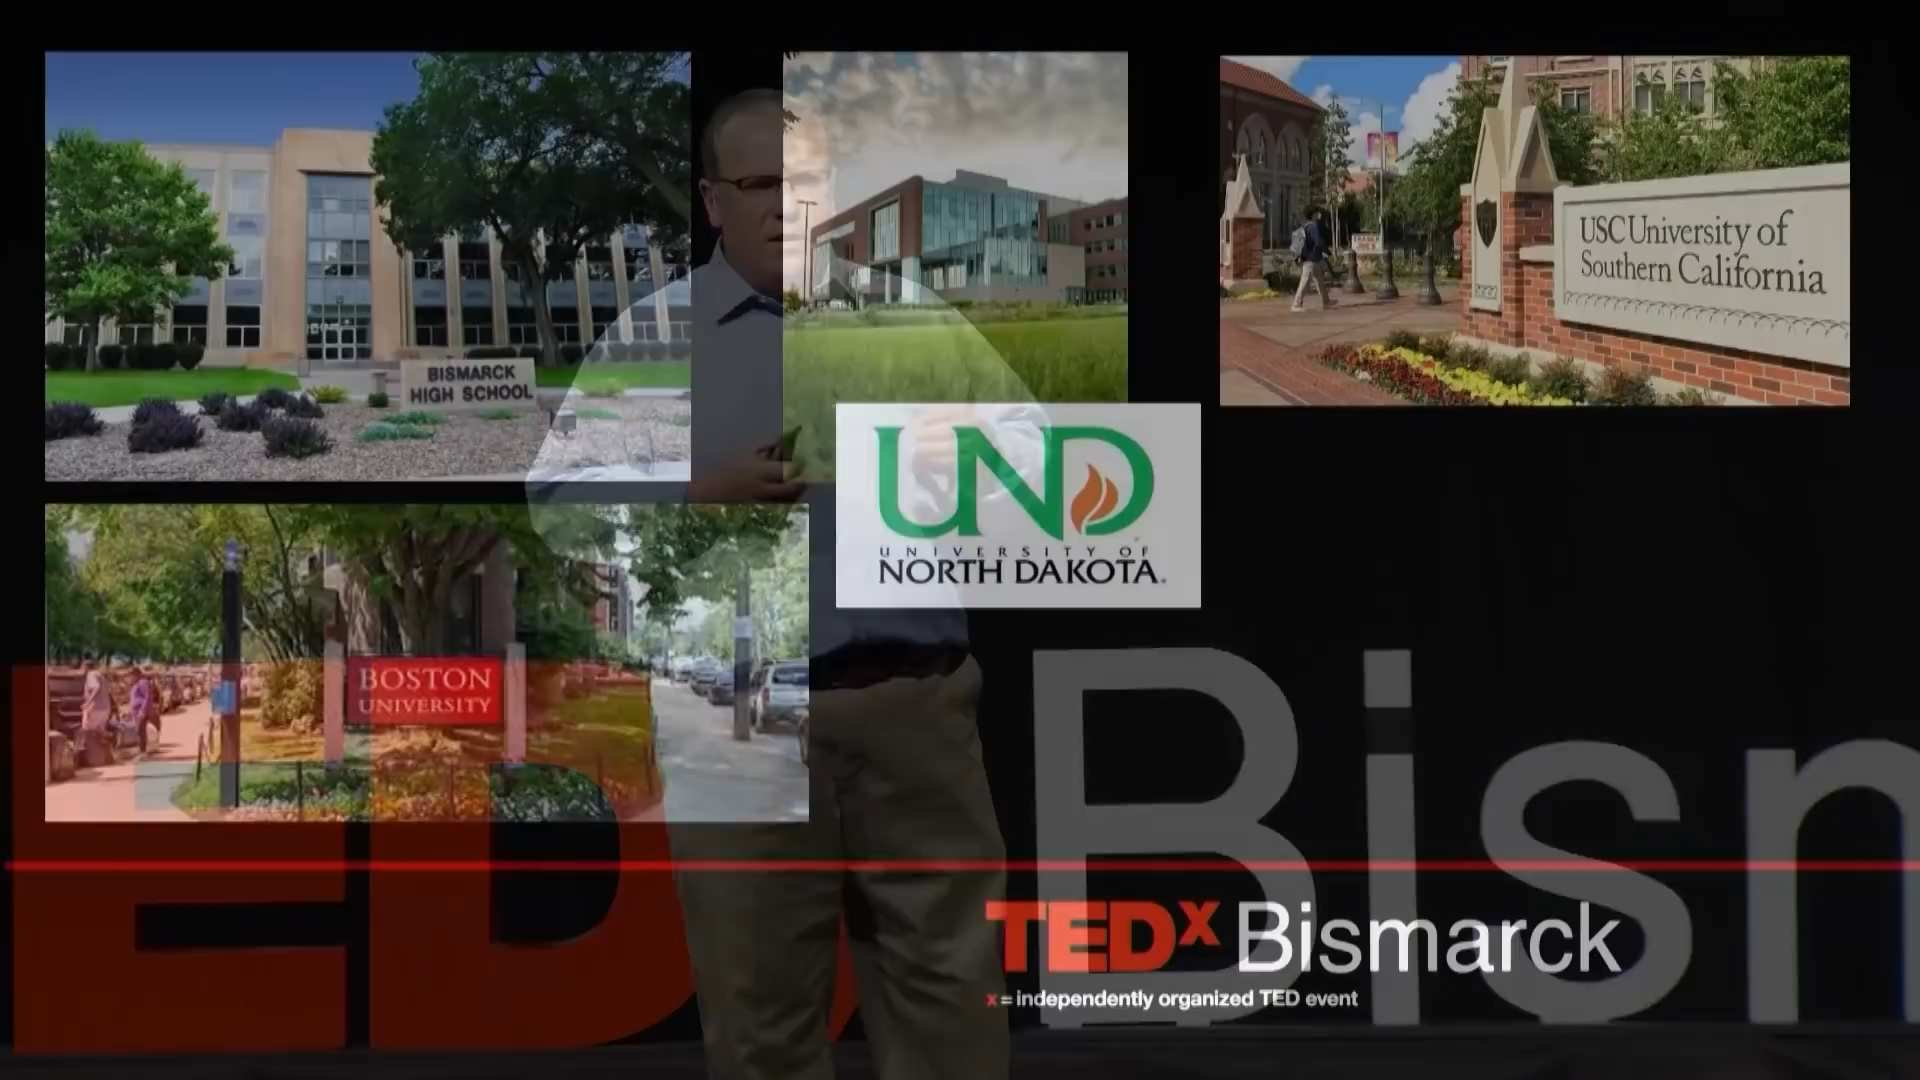 BISMARCK
HIGH SCHOOL
USC University of
Southern California
UND
UNIVERSITY OF
NORTH DAKOTA.
BOSTON
UNIVERSITY
ED
Bism
TEDx Bismarck
x = independently organized TED event